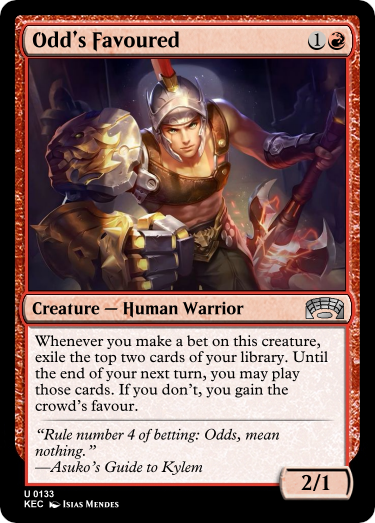 Odd's Favoured
1
Creature — Human Warrior
Whenever you make a bet on this creature,
exile the top two cards of your library. Until
the end of your next turn, you may play
those cards. If you don't, you gain the
crowd's favour.
“Rule number 4 of betting: Odds, mean
nothing.”
—Asuko's Guide to Kylem
2/1
U 0133
KEC Isias Mendes